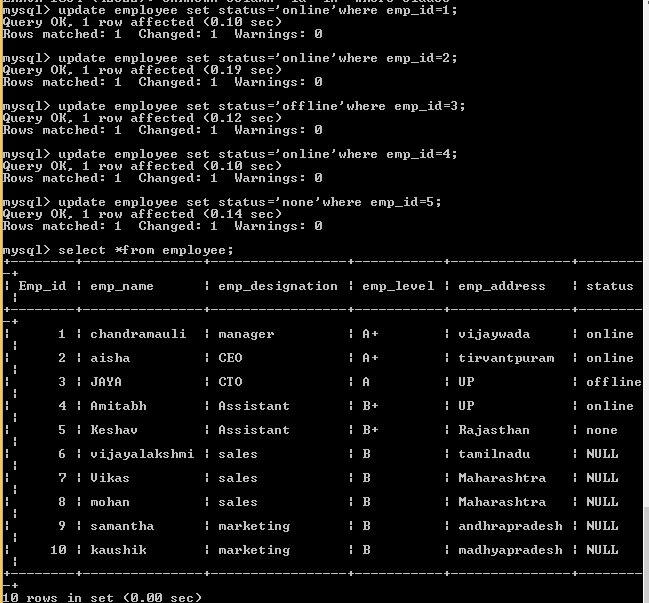 mysql> update employee set status='online'where emp_id=1;
Query OK, 1 row affected (0.10 sec)
Rows matched: 1  Changed: 1  Warnings: 0
mysql> update employee set status='online'where emp_id=2;
Query OK, 1 row affected (0.19 sec)
Rows matched: 1  Changed: 1  Warnings: 0
mysql> update employee set status='offline'where emp_id=3;
Query OK, 1 row affected (0.12 sec)
Rows matched: 1  Changed: 1  Warnings: 0
mysql> update employee set status='online'where emp_id=4;
Query OK, 1 row affected (0.10 sec)
Rows matched: 1  Changed: 1  Warnings: 0
mysql> update employee set status='none'where emp_id=5;
Query OK, 1 row affected (0.14 sec)
Rows matched: 1  Changed: 1  Warnings: 0
mysql> select *from employee;
| Emp_id | emp_name | emp_designation | emp_level | emp_address | status |
| 1 | chandramauli | manager | A+ | vijaywada | online |
| 2 | aisha | CEO | A+ | tirvantpuram | online |
| 3 | JAYA | CTO | A | UP | offline |
| 4 | Amitabh | Assistant | B+ | UP | online |
| 5 | Keshav | Assistant | B+ | Rajasthan | none |
| 6 | vijayalakshmi | sales | B | tamilnadu | NULL |
| 7 | Vikas | sales | B | Maharashtra | NULL |
| 8 | mohan | sales | B | Maharashtra | NULL |
| 9 | samantha | marketing | B | andhrapradesh | NULL |
| 10 | kaushik | marketing | B | madhyapradesh | NULL |
10 rows in set (0.00 sec)